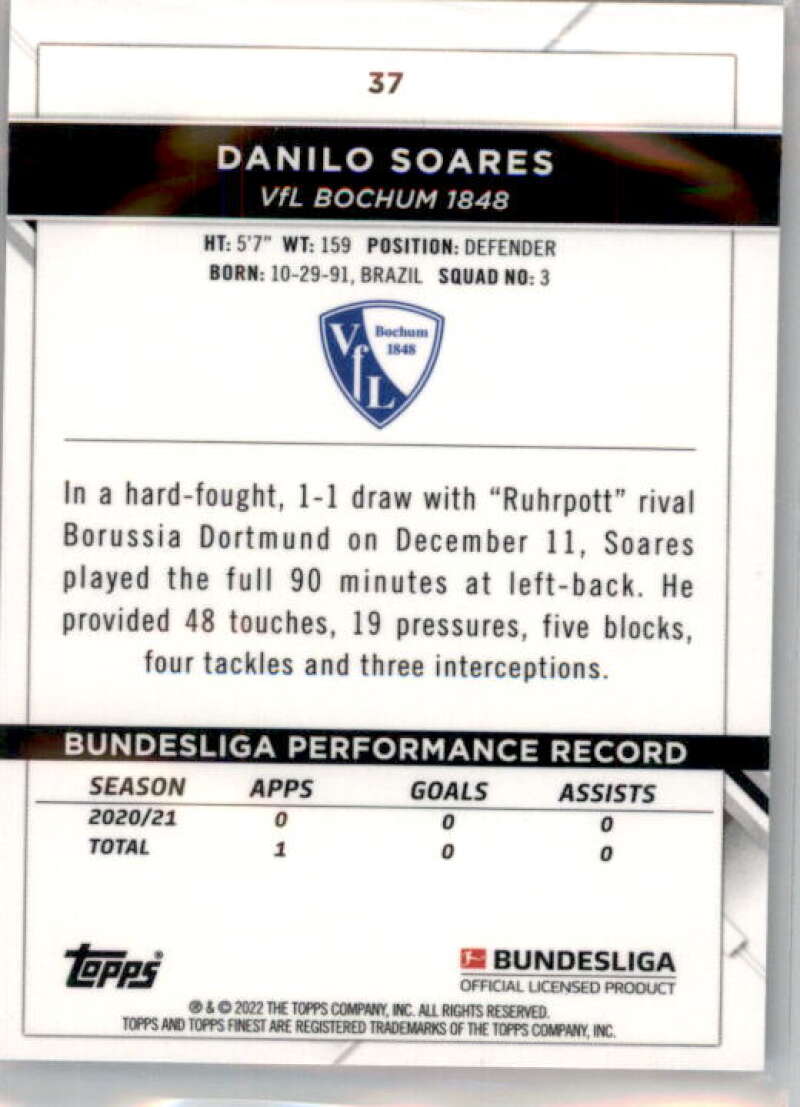 37
DANILO SOARES
VfL BOCHUM 1848
HT: 5'7" WT: 159 POSITION: DEFENDER
BORN: 10-29-91, BRAZIL SQUAD NO: 3
VfL Bochum 1848
In a hard-fought, 1-1 draw with “Ruhrpott” rival
Borussia Dortmund on December 11, Soares
played the full 90 minutes at left-back. He
provided 48 touches, 19 pressures, five blocks,
four tackles and three interceptions.
BUNDESLIGA PERFORMANCE RECORD
SEASON APPS GOALS ASSISTS
2020/21 0 0 0
TOTAL 1 0 0
Topps®
BUNDESLIGA
OFFICIAL LICENSED PRODUCT
℗ & © 2022 THE TOPPS COMPANY, INC. ALL RIGHTS RESERVED.
TOPPS AND TOPPS FINEST ARE REGISTERED TRADEMARKS OF THE TOPPS COMPANY, INC.